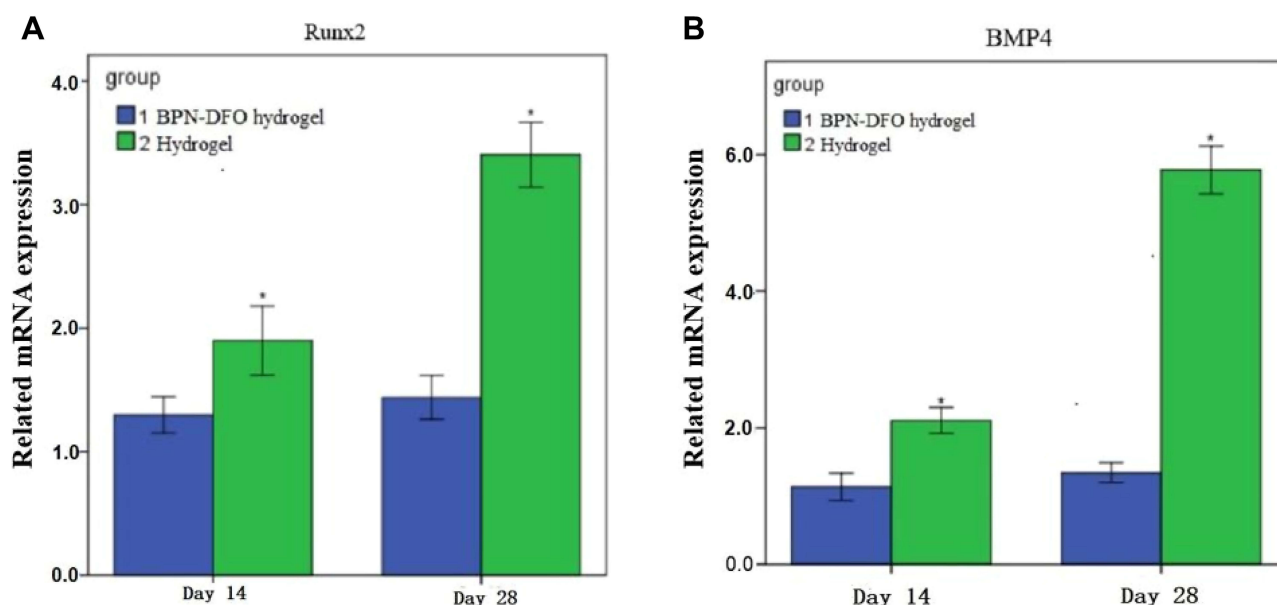 A
Runx2
group
1 BPN-DFO hydrogel
2 Hydrogel
Related mRNA expression
4.0
3.0
2.0
1.0
0.0
*
*
Day 14
Day 28
B
BMP4
group
1 BPN-DFO hydrogel
2 Hydrogel
Related mRNA expression
6.0
4.0
2.0
0.0
*
*
Day 14
Day 28